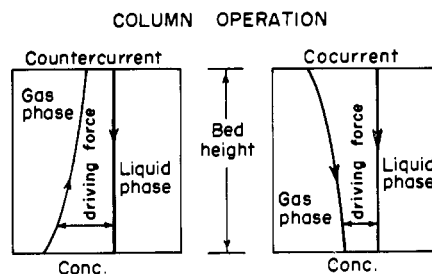 COLUMN OPERATION
Countercurrent
Gas
phase
driving force
Liquid
phase
Conc.
Bed
height
Cocurrent
Gas
phase
driving force
Liquid
phase
Conc.